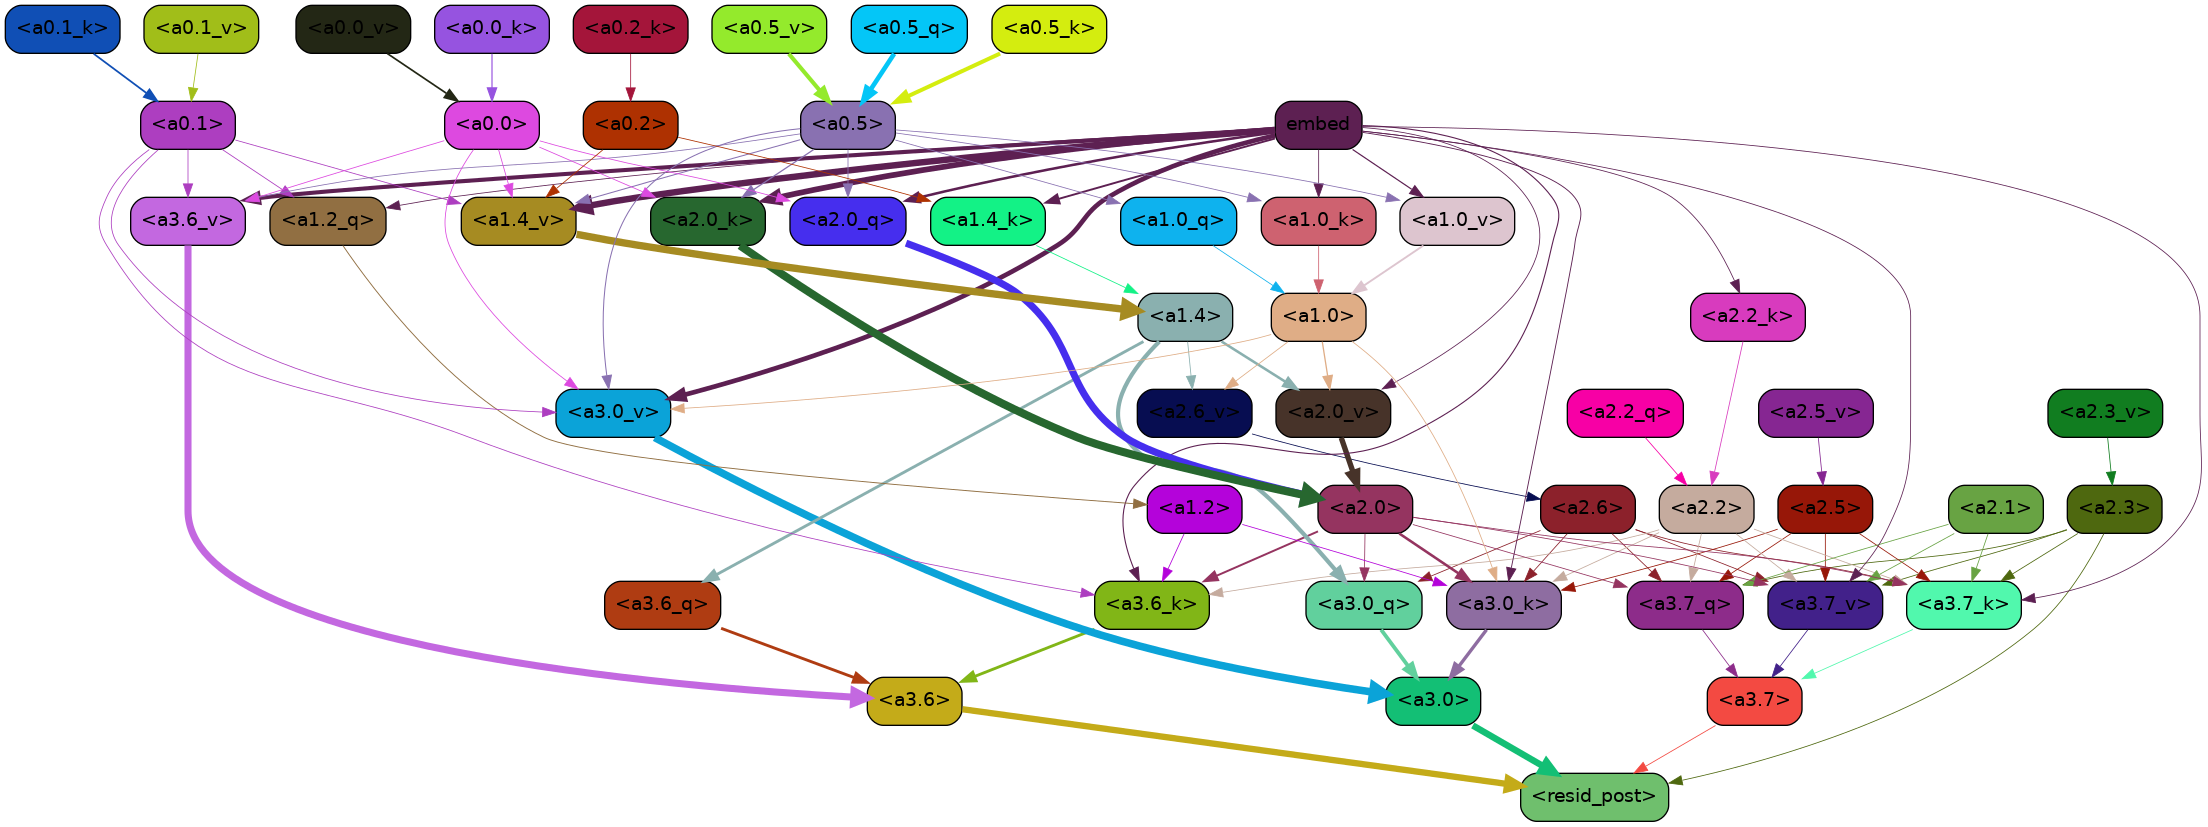 <a0.1_k> <a0.1_v> <a0.0_v> <a0.0_k> <a0.2_k> <a0.5_v> <a0.5_q> <a0.5_k>
<a0.1> <a0.0> <a0.2> <a0.5> embed
<a3.6_v> <a1.2_q> <a1.4_v> <a2.0_k> <a2.0_q> <a1.4_k> <a1.0_q> <a1.0_k> <a1.0_v>
<a1.4> <a1.0> <a2.2_k>
<a3.0_v> <a2.6_v> <a2.0_v> <a2.2_q> <a2.5_v> <a2.3_v>
<a1.2> <a2.0> <a2.6> <a2.2> <a2.5> <a2.1> <a2.3>
<a3.6_q> <a3.6_k> <a3.0_q> <a3.0_k> <a3.7_q> <a3.7_v> <a3.7_k>
<a3.6> <a3.0> <a3.7>
<resid_post>